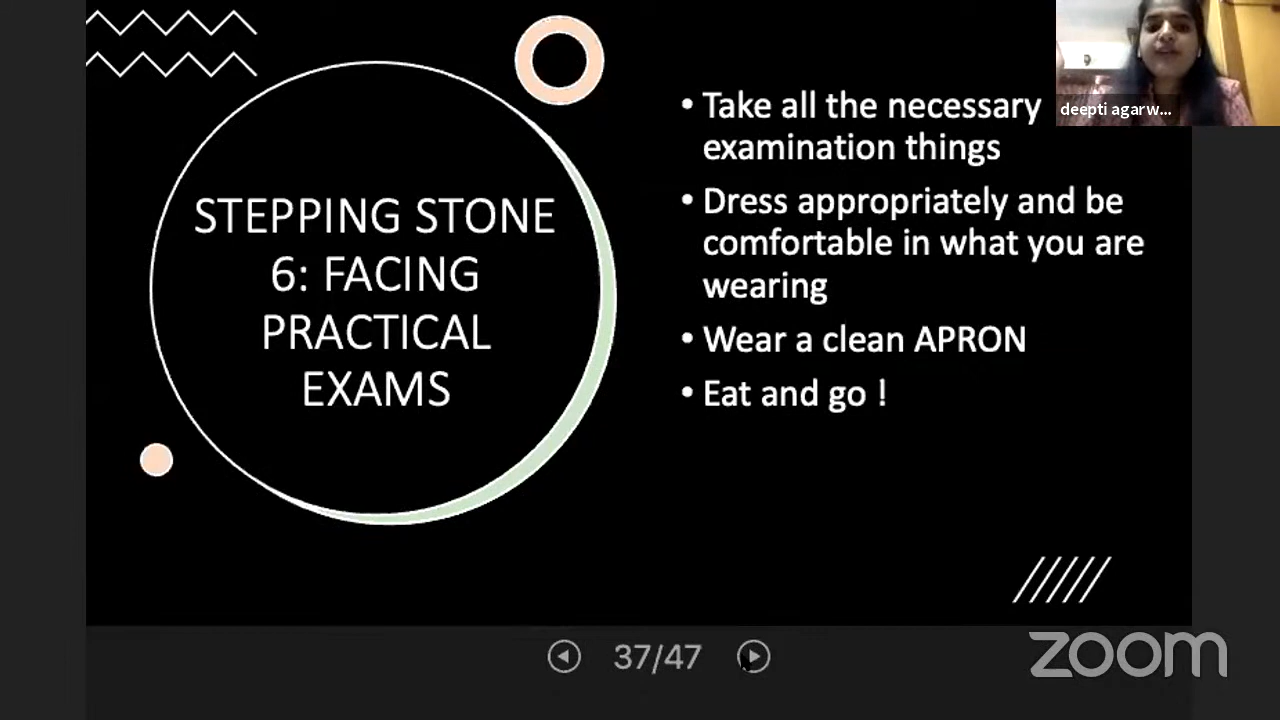 STEPPING STONE
6: FACING
PRACTICAL
EXAMS
• Take all the necessary
examination things
• Dress appropriately and be
comfortable in what you are
wearing
• Wear a clean APRON
• Eat and go !
deepti agarw...
37/47
zoom